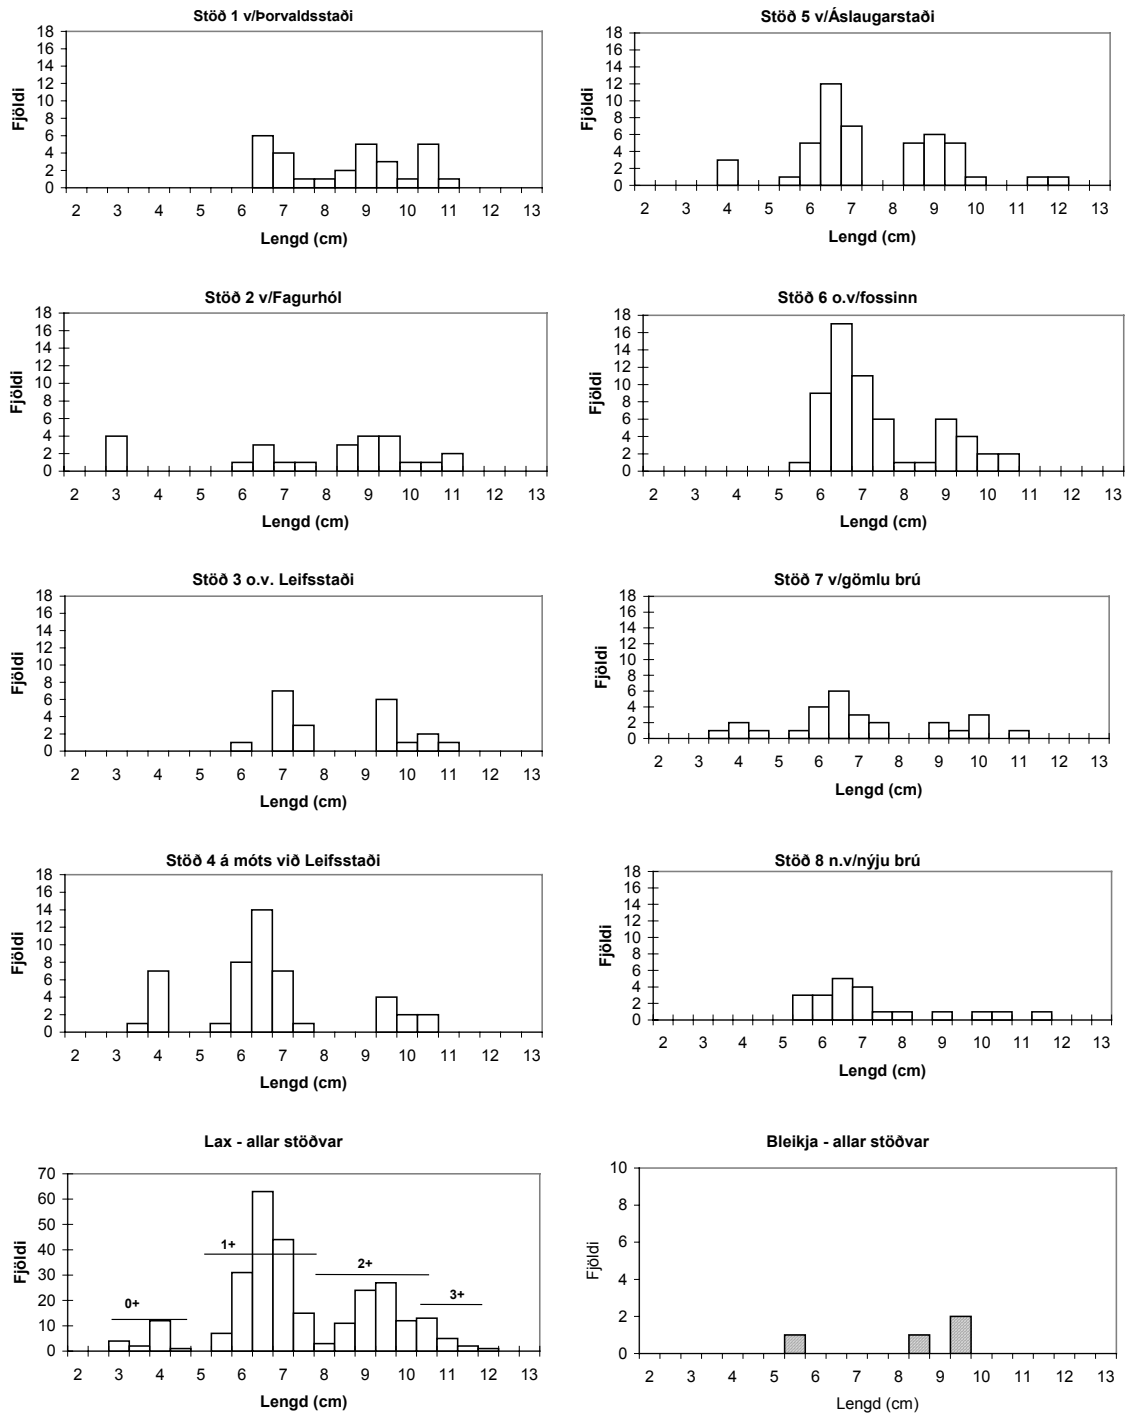 Stöð 1 v/Þorvaldsstaði
18
16
14
12
10
8
6
4
2
0
Fjöldi
2 3 4 5 6 7 8 9 10 11 12 13
Lengd (cm)
Stöð 5 v/Áslaugarstaði
18
16
14
12
10
8
6
4
2
0
Fjöldi
2 3 4 5 6 7 8 9 10 11 12 13
Lengd (cm)
Stöð 2 v/Fagurhól
18
16
14
12
10
8
6
4
2
0
Fjöldi
2 3 4 5 6 7 8 9 10 11 12 13
Lengd (cm)
Stöð 6 o.v/fossinn
18
16
14
12
10
8
6
4
2
0
Fjöldi
2 3 4 5 6 7 8 9 10 11 12 13
Lengd (cm)
Stöð 3 o.v. Leifsstaði
18
16
14
12
10
8
6
4
2
0
Fjöldi
2 3 4 5 6 7 8 9 10 11 12 13
Lengd (cm)
Stöð 7 v/gömlu brú
18
16
14
12
10
8
6
4
2
0
Fjöldi
2 3 4 5 6 7 8 9 10 11 12 13
Lengd (cm)
Stöð 4 á móts við Leifsstaði
18
16
14
12
10
8
6
4
2
0
Fjöldi
2 3 4 5 6 7 8 9 10 11 12 13
Lengd (cm)
Stöð 8 n.v/nýju brú
18
16
14
12
10
8
6
4
2
0
Fjöldi
2 3 4 5 6 7 8 9 10 11 12 13
Lengd (cm)
Lax - allar stöðvar
70
60
50
40
30
20
10
0
Fjöldi
0+
1+
2+
3+
2 3 4 5 6 7 8 9 10 11 12 13
Lengd (cm)
Bleikja - allar stöðvar
10
8
6
4
2
0
Fjöldi
2 3 4 5 6 7 8 9 10 11 12 13
Lengd (cm)